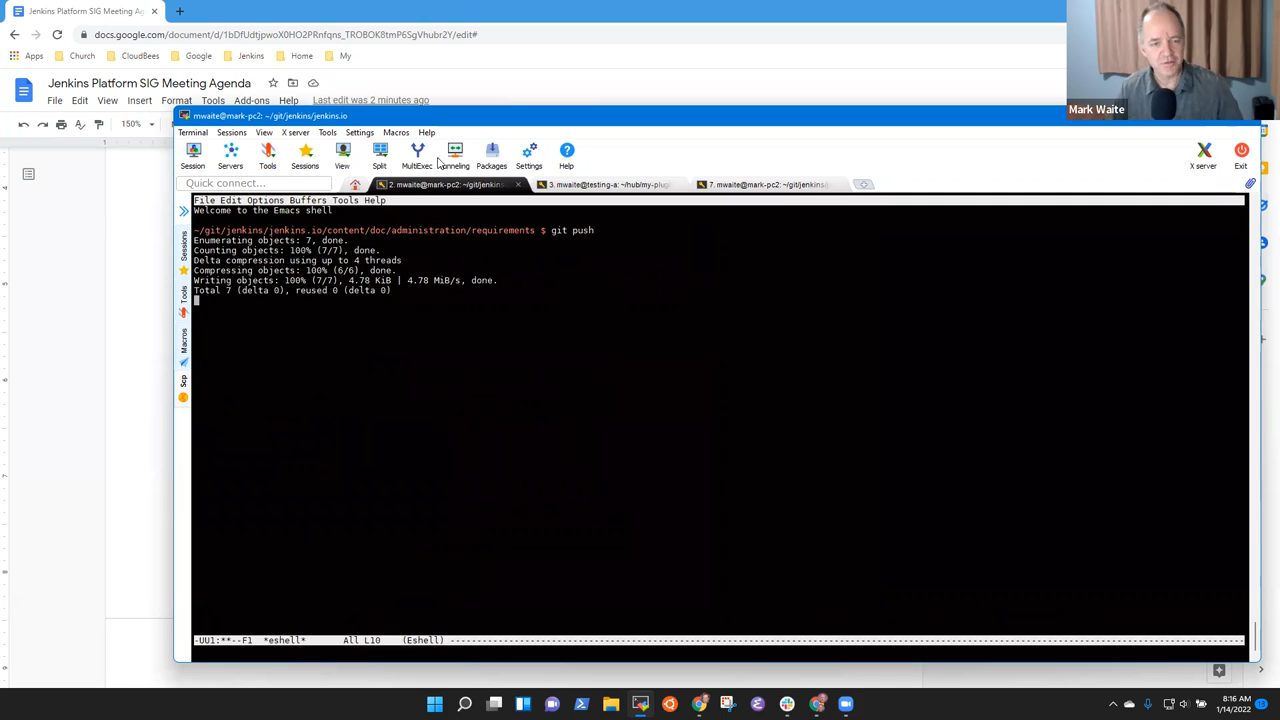 Jenkins Platform SIG Meeting Agenda
docs.google.com/document/d/1bDfUdtjpwoX0HO2PRnfqns_TROBOK8tmP6SgVhubr2Y/edit#
Apps Church CloudBees Google Jenkins Home My
Jenkins Platform SIG Meeting Agenda
File Edit View Insert Format Tools Add-ons Help Last edit was 2 minutes ago
150%
Mark Waite
mwaite@mark-pc2: ~/git/jenkins/jenkins.io
Terminal Sessions View X server Tools Settings Macros Help
Session Servers Tools Sessions View Split MultiExec Tunneling Packages Settings Help X server Exit
Quick connect... 2. mwaite@mark-pc2: ~/git/jenkins 3. mwaite@testing-a: ~/hub/my-plug 7. mwaite@mark-pc2: ~/git/jenkins/j
File Edit Options Buffers Tools Help
Welcome to the Emacs shell
~/git/jenkins/jenkins.io/content/doc/administration/requirements $ git push
Enumerating objects: 7, done.
Counting objects: 100% (7/7), done.
Delta compression using up to 4 threads
Compressing objects: 100% (6/6), done.
Writing objects: 100% (7/7), 4.78 KiB | 4.78 MiB/s, done.
Total 7 (delta 0), reused 0 (delta 0)
Sessions
Tools
Macros
Scp
-UU1:**--F1 *eshell* All L10 (Eshell)
8:16 AM
1/14/2022